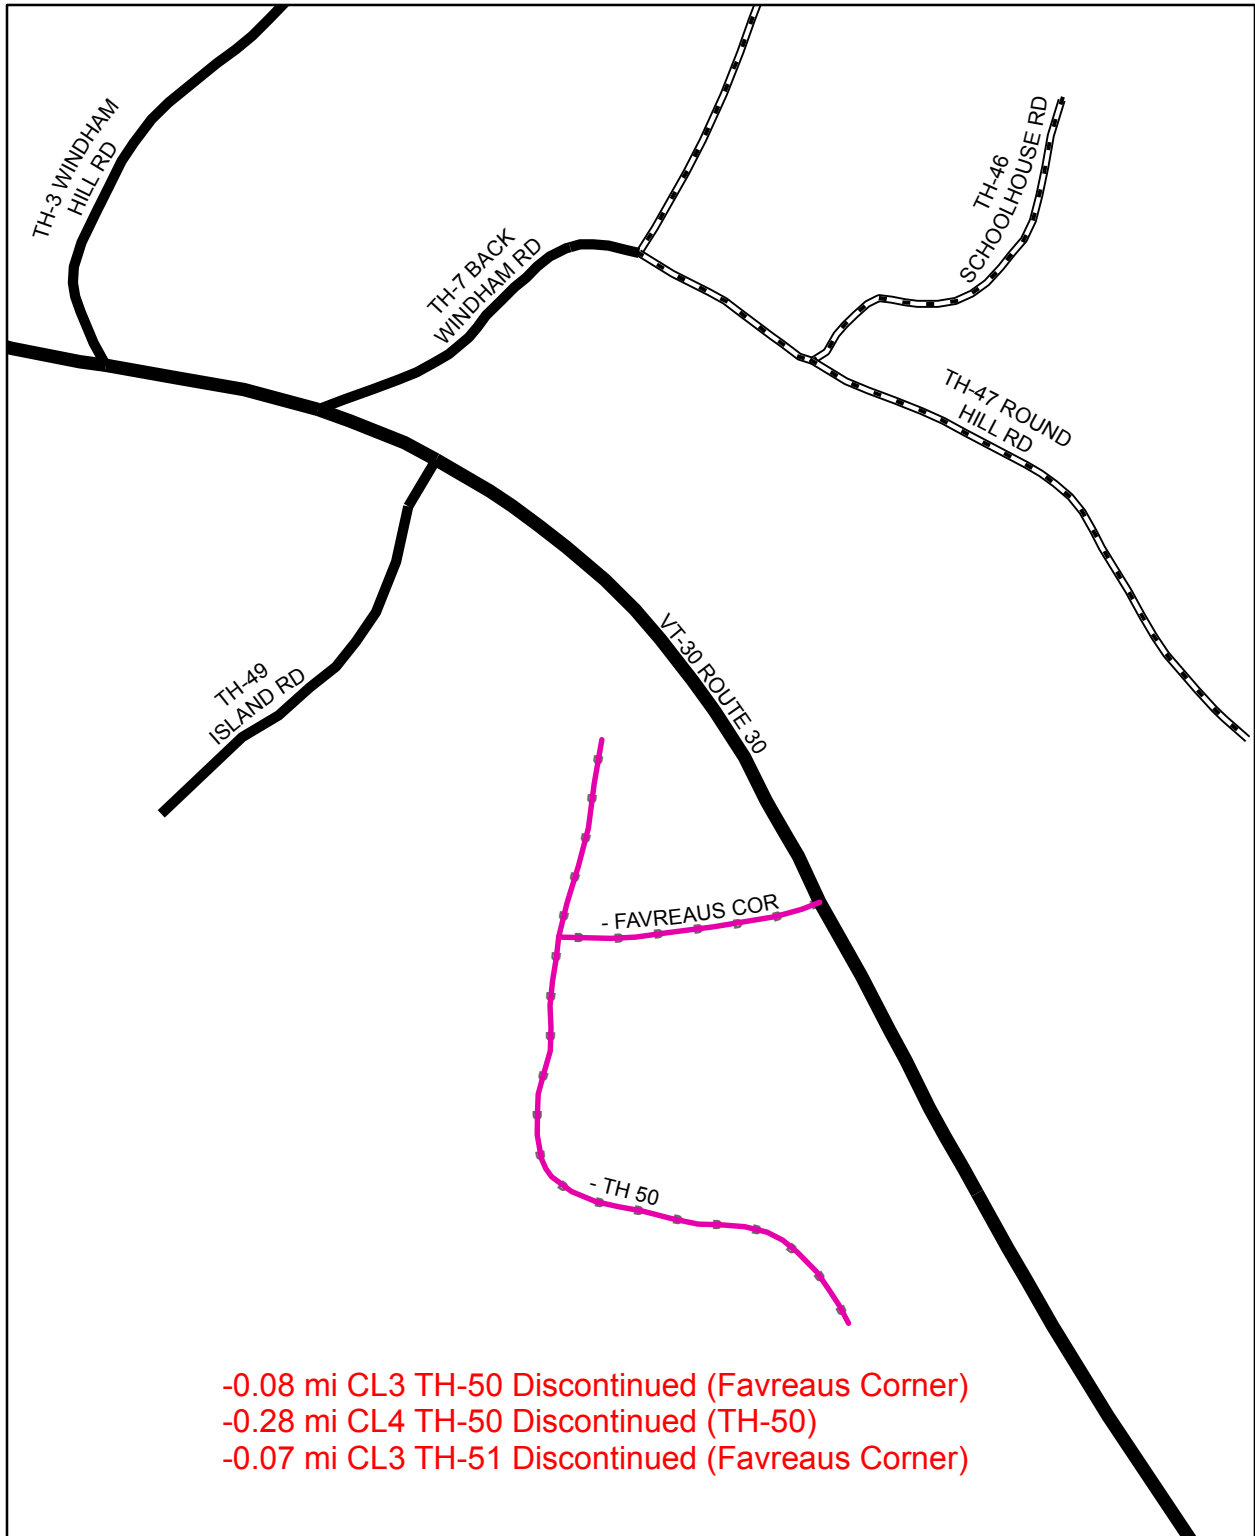 TH-3 WINDHAM
HILL RD
TH-7 BACK
WINDHAM RD
TH-46
SCHOOLHOUSE RD
TH-47 ROUND
HILL RD
TH-49
ISLAND RD
VT-30 ROUTE 30
- FAVREAUS COR
- TH 50
-0.08 mi CL3 TH-50 Discontinued (Favreaus Corner)
-0.28 mi CL4 TH-50 Discontinued (TH-50)
-0.07 mi CL3 TH-51 Discontinued (Favreaus Corner)